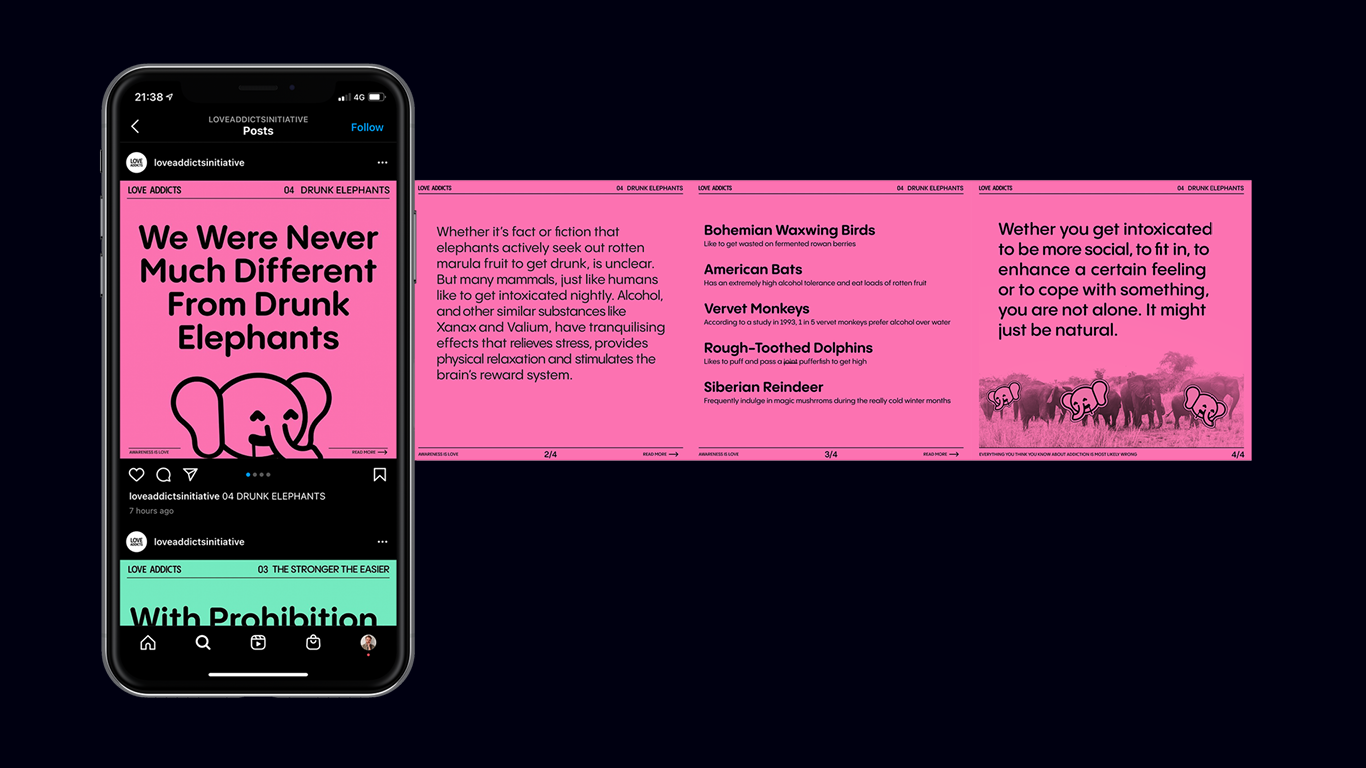 21:38
4G
LOVEADDICTSINITIATIVE
Posts
Follow
LOVE ADDICTS
loveaddictsinitiative
LOVE ADDICTS
04 DRUNK ELEPHANTS
We Were Never
Much Different
From Drunk
Elephants
AWARENESS IS LOVE
READ MORE
loveaddictsinitiative 04 DRUNK ELEPHANTS
7 hours ago
LOVE ADDICTS
loveaddictsinitiative
LOVE ADDICTS
03 THE STRONGER THE EASIER
With Prohibition
LOVE ADDICTS
04 DRUNK ELEPHANTS
Whether it's fact or fiction that
elephants actively seek out rotten
marula fruit to get drunk, is unclear.
But many mammals, just like humans
like to get intoxicated nightly. Alcohol,
and other similar substances like
Xanax and Valium, have tranquilising
effects that relieves stress, provides
physical relaxation and stimulates the
brain's reward system.
AWARENESS IS LOVE
2/4
READ MORE
LOVE ADDICTS
04 DRUNK ELEPHANTS
Bohemian Waxwing Birds
Like to get wasted on fermented rowan berries
American Bats
Has an extremely high alcohol tolerance and eat loads of rotten fruit
Vervet Monkeys
According to a study in 1993, 1 in 5 vervet monkeys prefer alcohol over water
Rough-Toothed Dolphins
Likes to puff and pass a joint pufferfish to get high
Siberian Reindeer
Frequently indulge in magic mushrroms during the really cold winter months
AWARENESS IS LOVE
3/4
READ MORE
LOVE ADDICTS
04 DRUNK ELEPHANTS
Wether you get intoxicated
to be more social, to fit in, to
enhance a certain feeling
or to cope with something,
you are not alone. It might
just be natural.
EVERYTHING YOU THINK YOU KNOW ABOUT ADDICTION IS MOST LIKELY WRONG
4/4